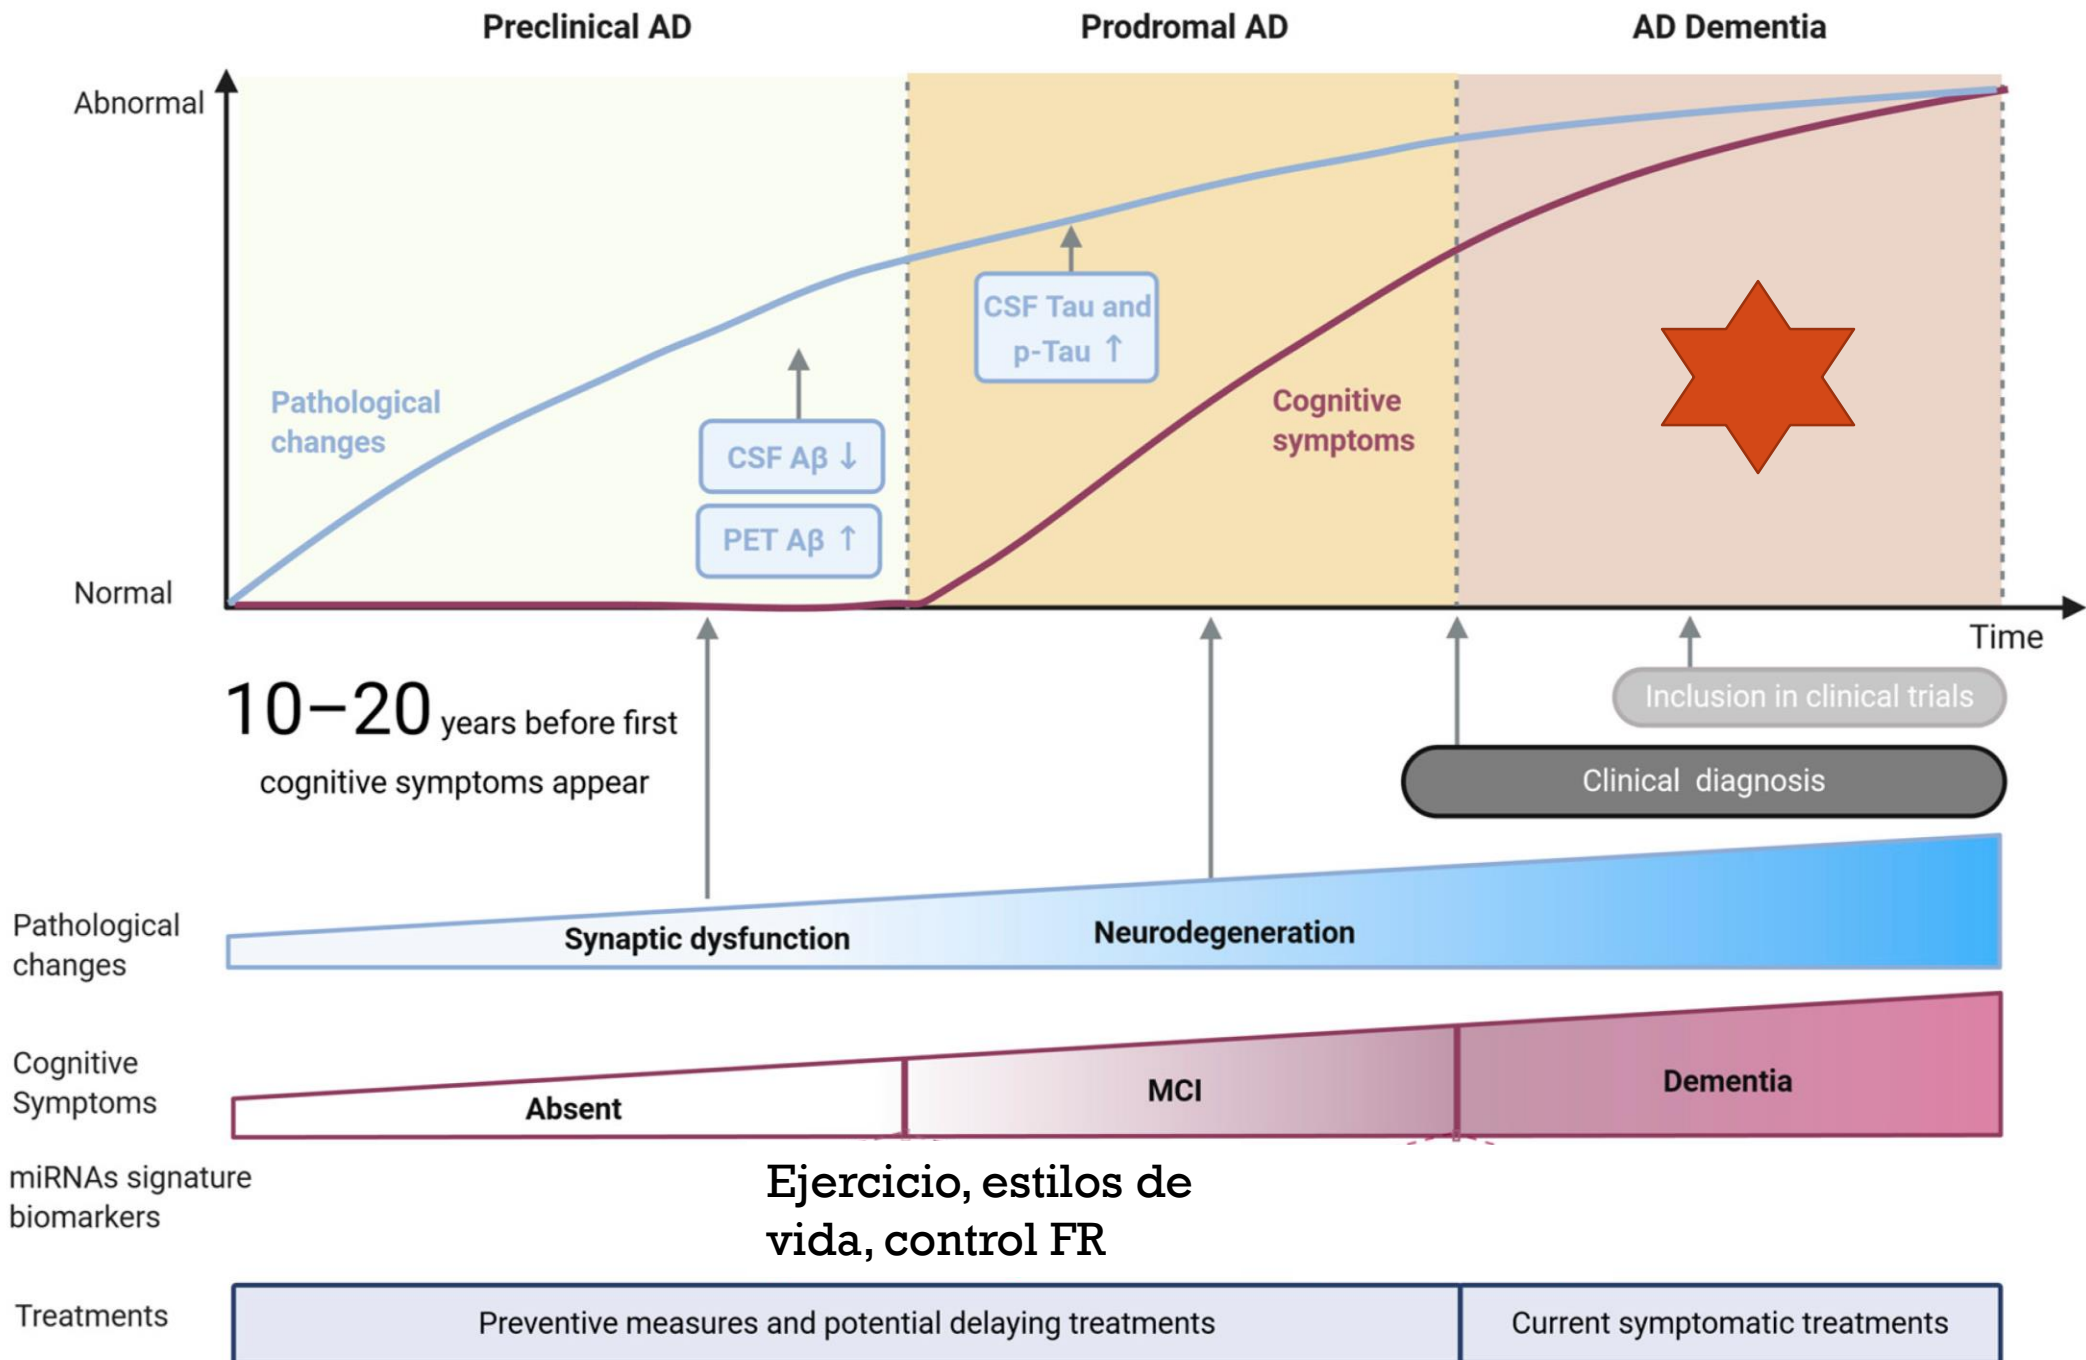 Preclinical AD
Prodromal AD
AD Dementia
Abnormal
CSF Tau and
p-Tau ↑
Pathological
changes
Cognitive
symptoms
CSF Aβ ↓
PET Aβ ↑
Normal
Time
10–20 years before first
cognitive symptoms appear
Inclusion in clinical trials
Clinical diagnosis
Pathological
changes
Synaptic dysfunction
Neurodegeneration
Cognitive
Symptoms
Absent
MCI
Dementia
miRNAs signature
biomarkers
Ejercicio, estilos de
vida, control FR
Treatments
Preventive measures and potential delaying treatments
Current symptomatic treatments